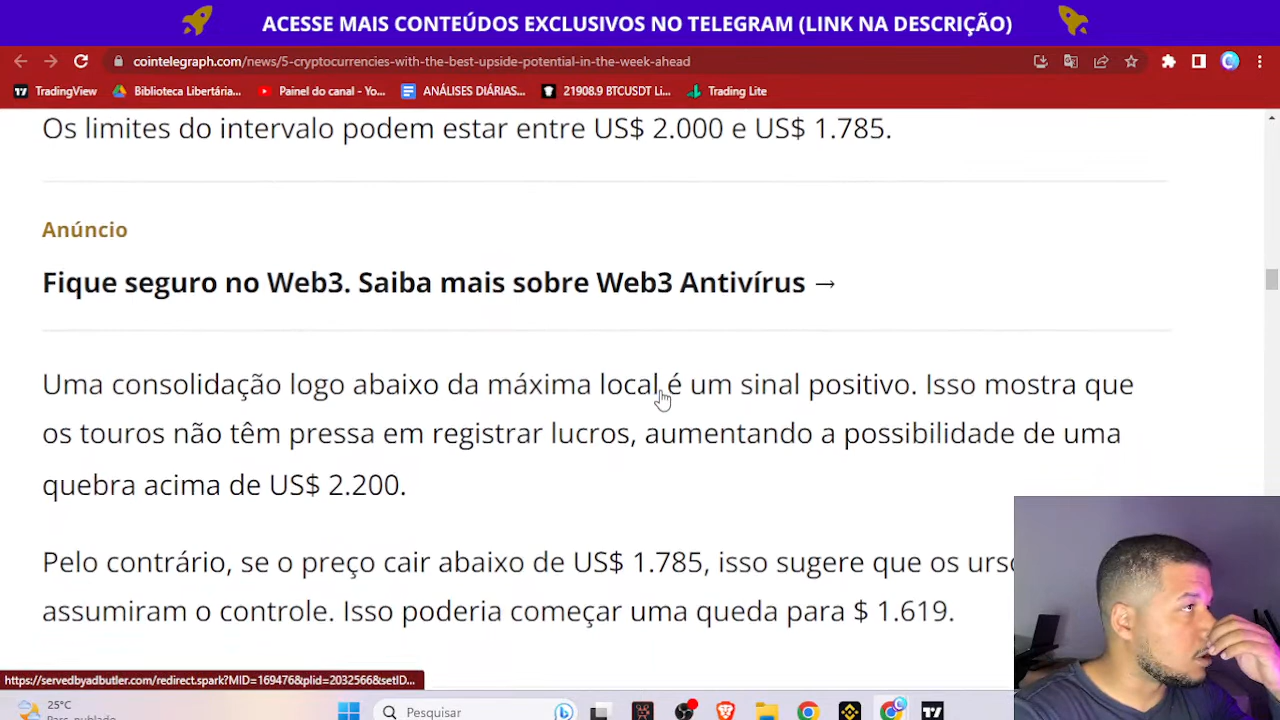 ACESSE MAIS CONTEÚDOS EXCLUSIVOS NO TELEGRAM (LINK NA DESCRIÇÃO)
cointelegraph.com/news/5-cryptocurrencies-with-the-best-upside-potential-in-the-week-ahead
TradingView
Biblioteca Libertária...
Painel do canal - Yo...
ANÁLISES DIÁRIAS...
21908.9 BTCUSDT Li...
Trading Lite
Os limites do intervalo podem estar entre US$ 2.000 e US$ 1.785.
Anúncio
Fique seguro no Web3. Saiba mais sobre Web3 Antivírus →
Uma consolidação logo abaixo da máxima local é um sinal positivo. Isso mostra que
os touros não têm pressa em registrar lucros, aumentando a possibilidade de uma
quebra acima de US$ 2.200.
Pelo contrário, se o preço cair abaixo de US$ 1.785, isso sugere que os
assumiram o controle. Isso poderia começar uma queda para $ 1.619.
https://servedbyadbutler.com/redirect.spark?MID=169476&plid=2032566&setID...
25°C
Pesquisar